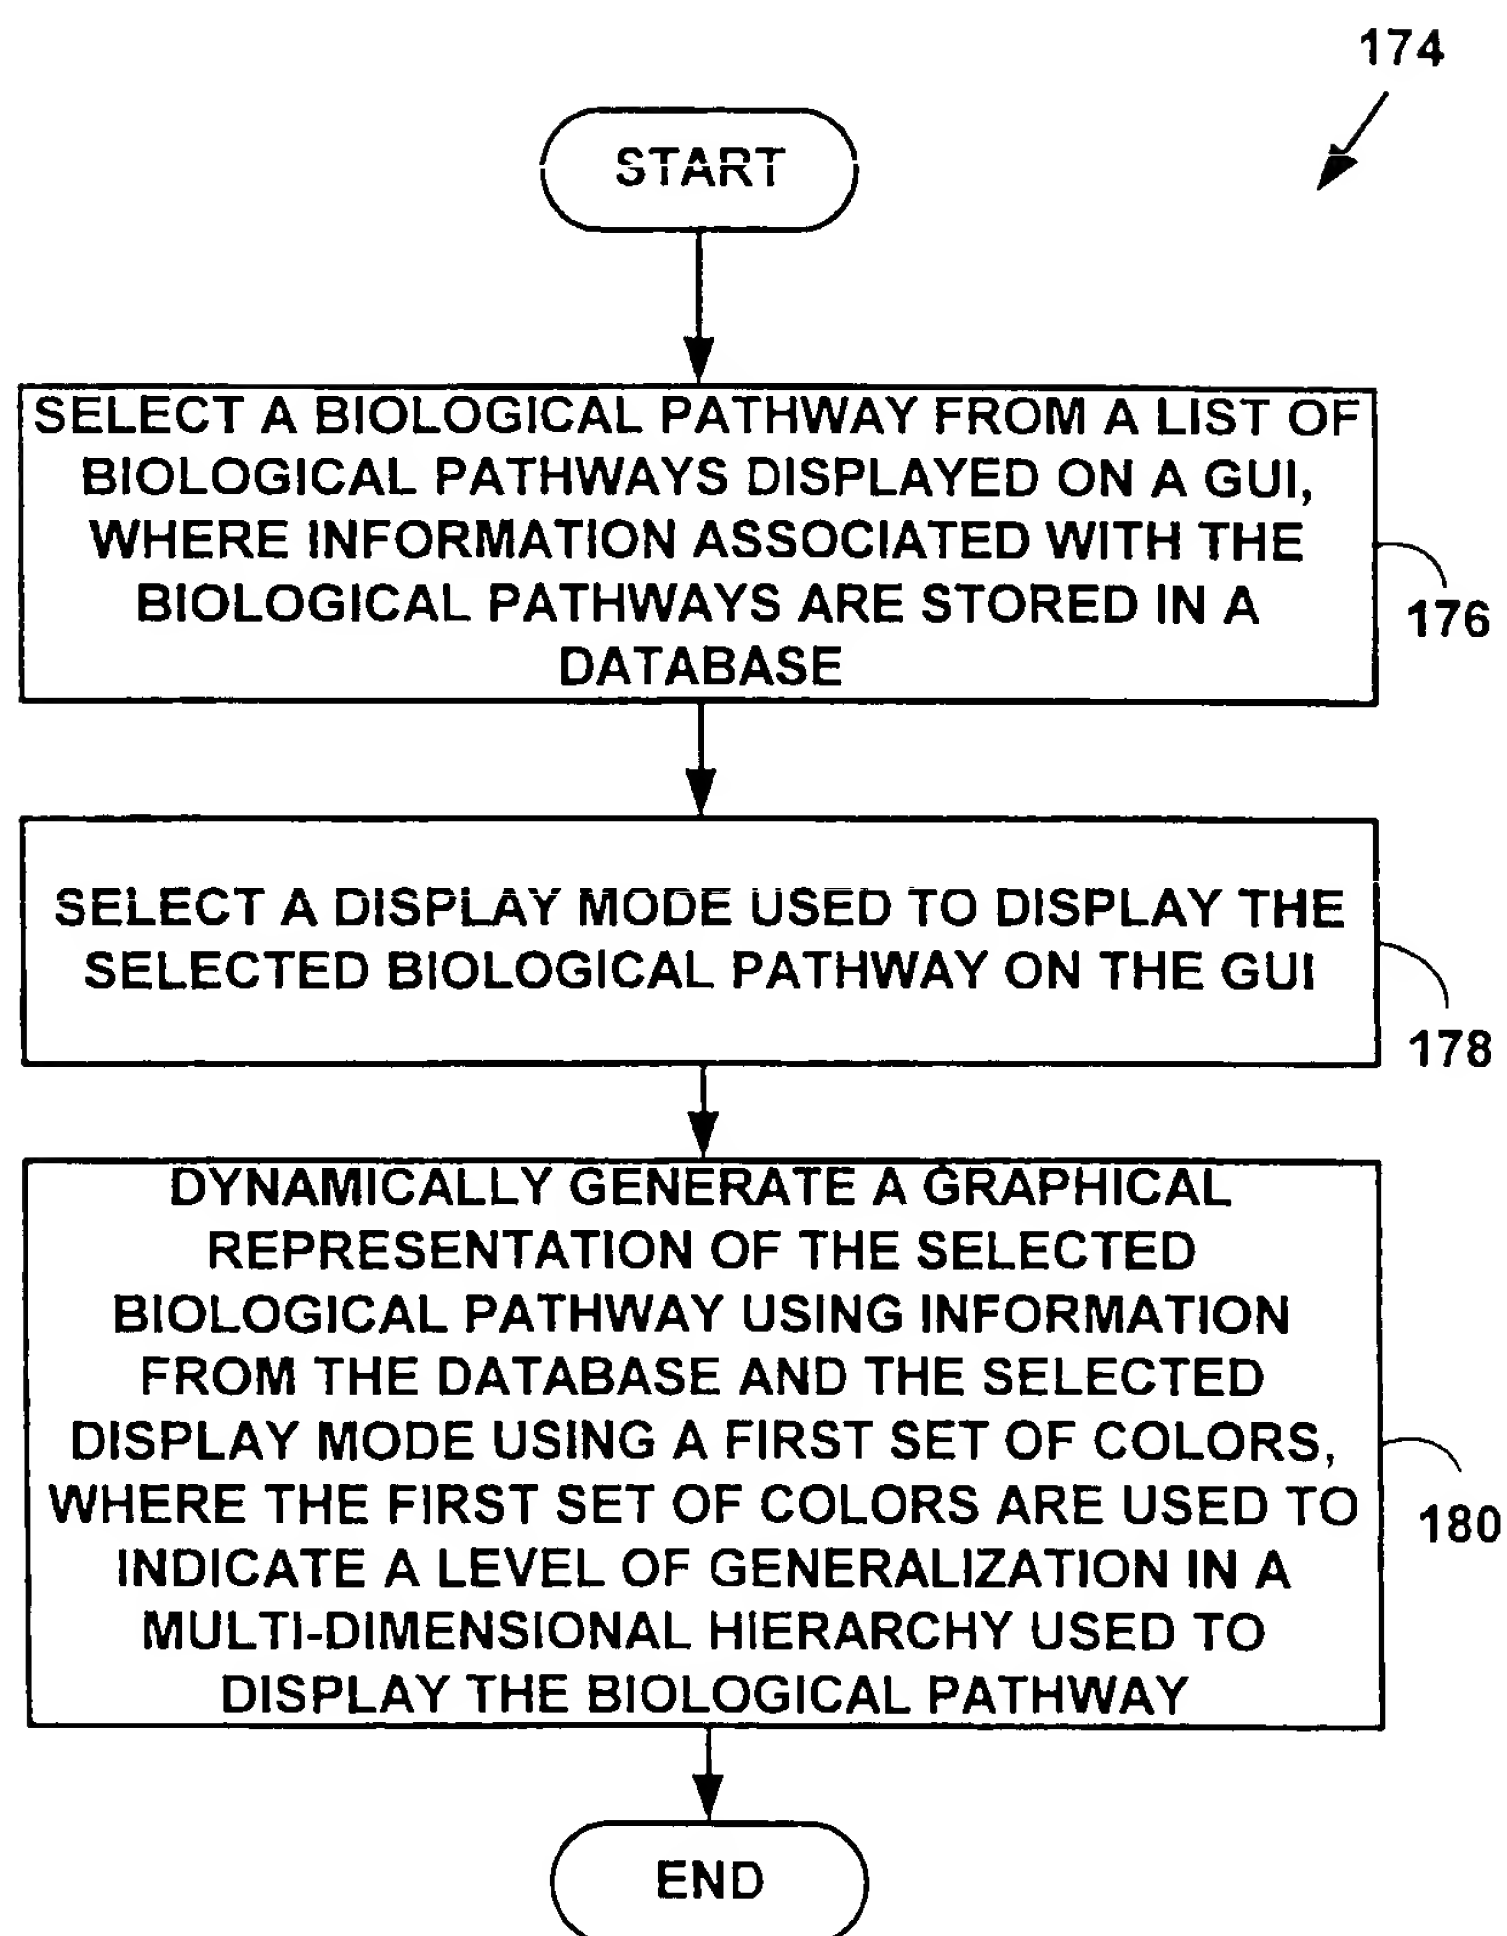 174
START
SELECT A BIOLOGICAL PATHWAY FROM A LIST OF
BIOLOGICAL PATHWAYS DISPLAYED ON A GUI,
WHERE INFORMATION ASSOCIATED WITH THE
BIOLOGICAL PATHWAYS ARE STORED IN A
DATABASE
176
SELECT A DISPLAY MODE USED TO DISPLAY THE
SELECTED BIOLOGICAL PATHWAY ON THE GUI
178
DYNAMICALLY GENERATE A GRAPHICAL
REPRESENTATION OF THE SELECTED
BIOLOGICAL PATHWAY USING INFORMATION
FROM THE DATABASE AND THE SELECTED
DISPLAY MODE USING A FIRST SET OF COLORS,
WHERE THE FIRST SET OF COLORS ARE USED TO
INDICATE A LEVEL OF GENERALIZATION IN A
MULTI-DIMENSIONAL HIERARCHY USED TO
DISPLAY THE BIOLOGICAL PATHWAY
180
END